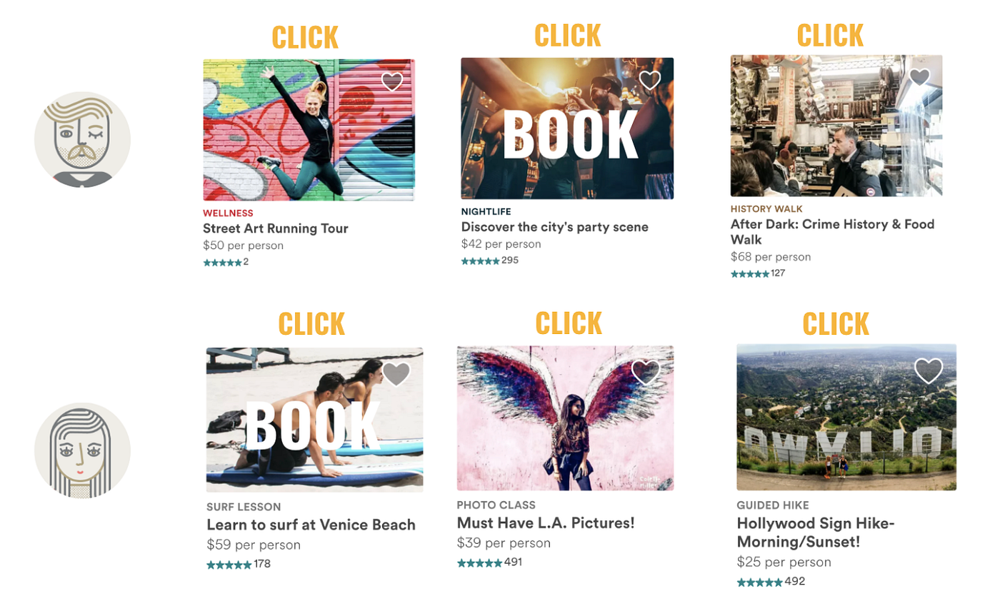 CLICK
CLICK
CLICK
BOOK
WELLNESS
Street Art Running Tour
$50 per person
★★★★★2
NIGHTLIFE
Discover the city's party scene
$42 per person
★★★★★295
HISTORY WALK
After Dark: Crime History & Food
Walk
$68 per person
★★★★★127
CLICK
CLICK
CLICK
BOOK
SURF LESSON
Learn to surf at Venice Beach
$59 per person
★★★★★178
PHOTO CLASS
Must Have L.A. Pictures!
$39 per person
★★★★★491
GUIDED HIKE
Hollywood Sign Hike-
Morning/Sunset!
$25 per person
★★★★★492